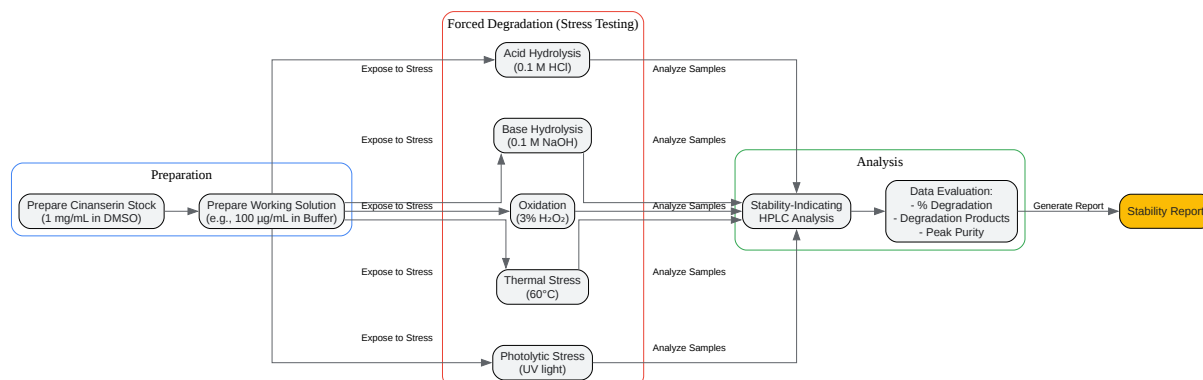 Forced Degradation (Stress Testing)
Acid Hydrolysis
(0.1 M HCl)
Expose to Stress
Analyze Samples
Base Hydrolysis
(0.1 M NaOH)
Expose to Stress
Analyze Samples
Preparation
Analysis
Prepare Cinanserin Stock
(1 mg/mL in DMSO)
Prepare Working Solution
(e.g., 100 µg/mL in Buffer)
Expose to Stress
Oxidation
(3% H₂O₂)
Analyze Samples
Stability-Indicating
HPLC Analysis
Data Evaluation:
- % Degradation
- Degradation Products
- Peak Purity
Generate Report
Stability Report
Expose to Stress
Analyze Samples
Thermal Stress
(60°C)
Expose to Stress
Analyze Samples
Photolytic Stress
(UV light)